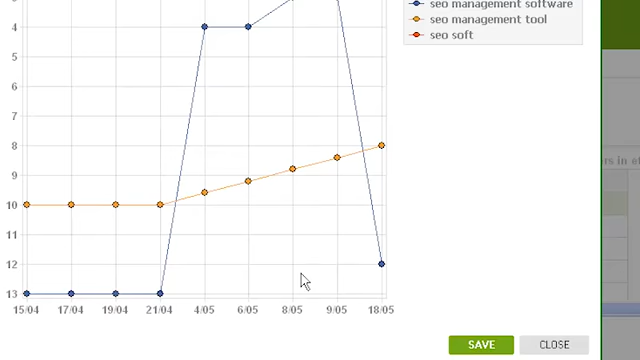 seo management software
seo management tool
seo soft
4
5
6
7
8
9
10
11
12
13
15/04 17/04 19/04 21/04 4/05 6/05 8/05 9/05 18/05
SAVE CLOSE